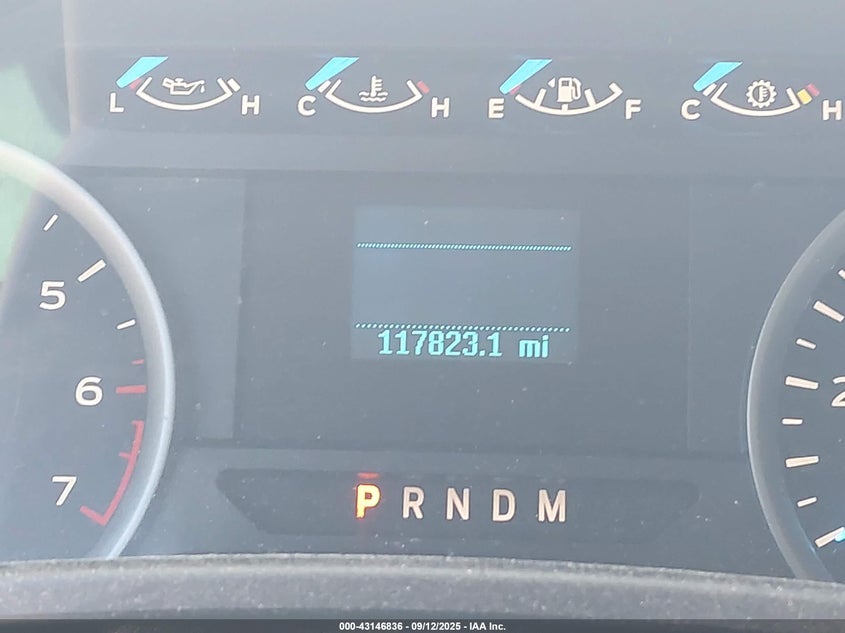 L H C H E F C H
5
117823.1 mi
6
7
P R N D M
000-43146836 - 09/12/2025 - IAA Inc.